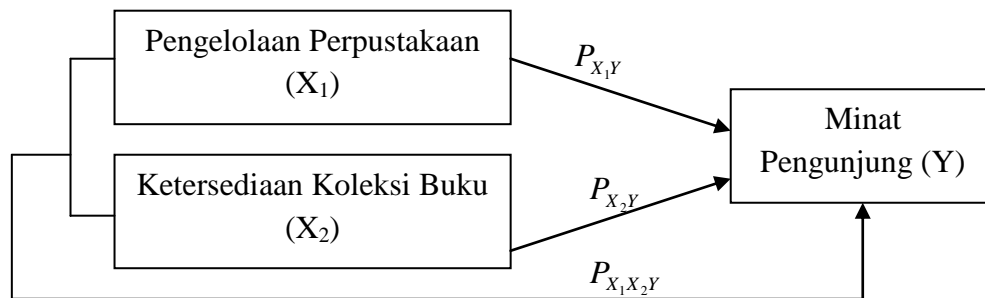 Pengelolaan Perpustakaan
(X₁)
P_{X₁Y}
Minat
Pengunjung (Y)
Ketersediaan Koleksi Buku
(X₂)
P_{X₂Y}
P_{X₁X₂Y}